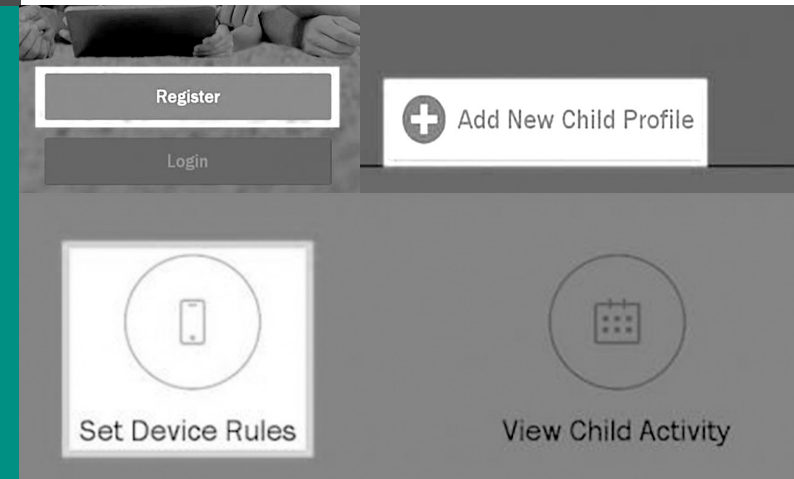 Register
Add New Child Profile
Login
Set Device Rules
View Child Activity